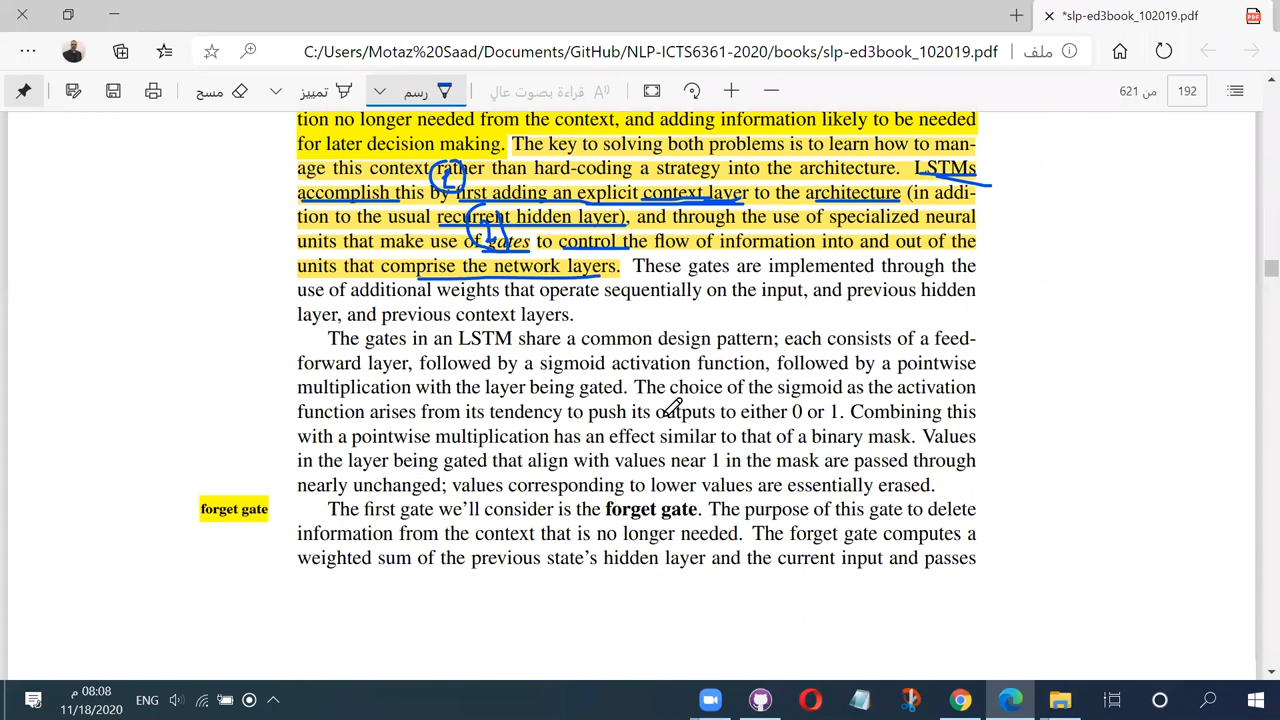 *slp-ed3book_102019.pdf
C:/Users/Motaz%20Saad/Documents/GitHub/NLP-ICTS6361-2020/books/slp-ed3book_102019.pdf
ملف
مسح
تمييز
رسم
قراءة بصوت عالٍ
192
من 621
tion no longer needed from the context, and adding information likely to be needed
for later decision making. The key to solving both problems is to learn how to man-
age this context rather than hard-coding a strategy into the architecture. LSTMs
accomplish this by first adding an explicit context layer to the architecture (in addi-
tion to the usual recurrent hidden layer), and through the use of specialized neural
units that make use of gates to control the flow of information into and out of the
units that comprise the network layers. These gates are implemented through the
use of additional weights that operate sequentially on the input, and previous hidden
layer, and previous context layers.
The gates in an LSTM share a common design pattern; each consists of a feed-
forward layer, followed by a sigmoid activation function, followed by a pointwise
multiplication with the layer being gated. The choice of the sigmoid as the activation
function arises from its tendency to push its outputs to either 0 or 1. Combining this
with a pointwise multiplication has an effect similar to that of a binary mask. Values
in the layer being gated that align with values near 1 in the mask are passed through
nearly unchanged; values corresponding to lower values are essentially erased.
forget gate
The first gate we'll consider is the forget gate. The purpose of this gate to delete
information from the context that is no longer needed. The forget gate computes a
weighted sum of the previous state's hidden layer and the current input and passes
08:08 م
11/18/2020
ENG